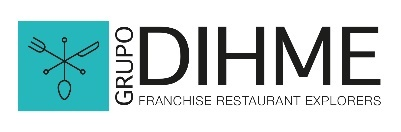 GRUPO
DIHME
FRANCHISE RESTAURANT EXPLORERS